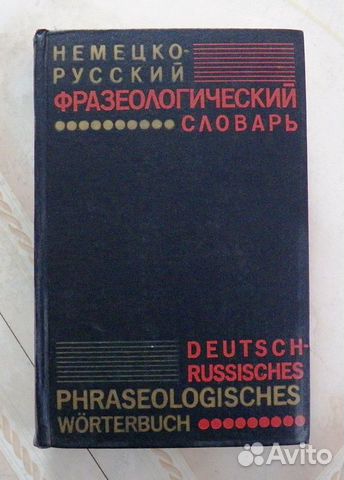 НЕМЕЦКО-
РУССКИЙ
ФРАЗЕОЛОГИЧЕСКИЙ
СЛОВАРЬ
DEUTSCH-
RUSSISCHES
PHRASEOLOGISCHES
WÖRTERBUCH
Avito